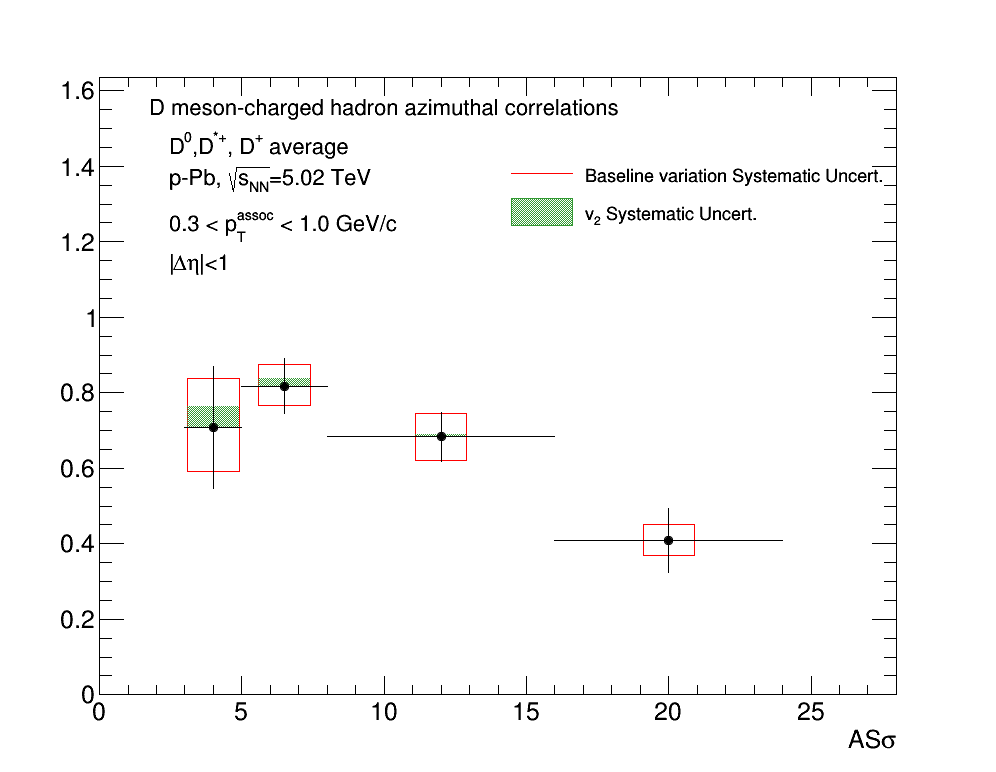 D meson-charged hadron azimuthal correlations
D⁰,D*⁺, D⁺ average
p-Pb, √s_NN=5.02 TeV
0.3 < p_T^assoc < 1.0 GeV/c
|Δη|<1
Baseline variation Systematic Uncert.
v₂ Systematic Uncert.
1.6
1.4
1.2
1
0.8
0.6
0.4
0.2
0
0 5 10 15 20 25
ASσ